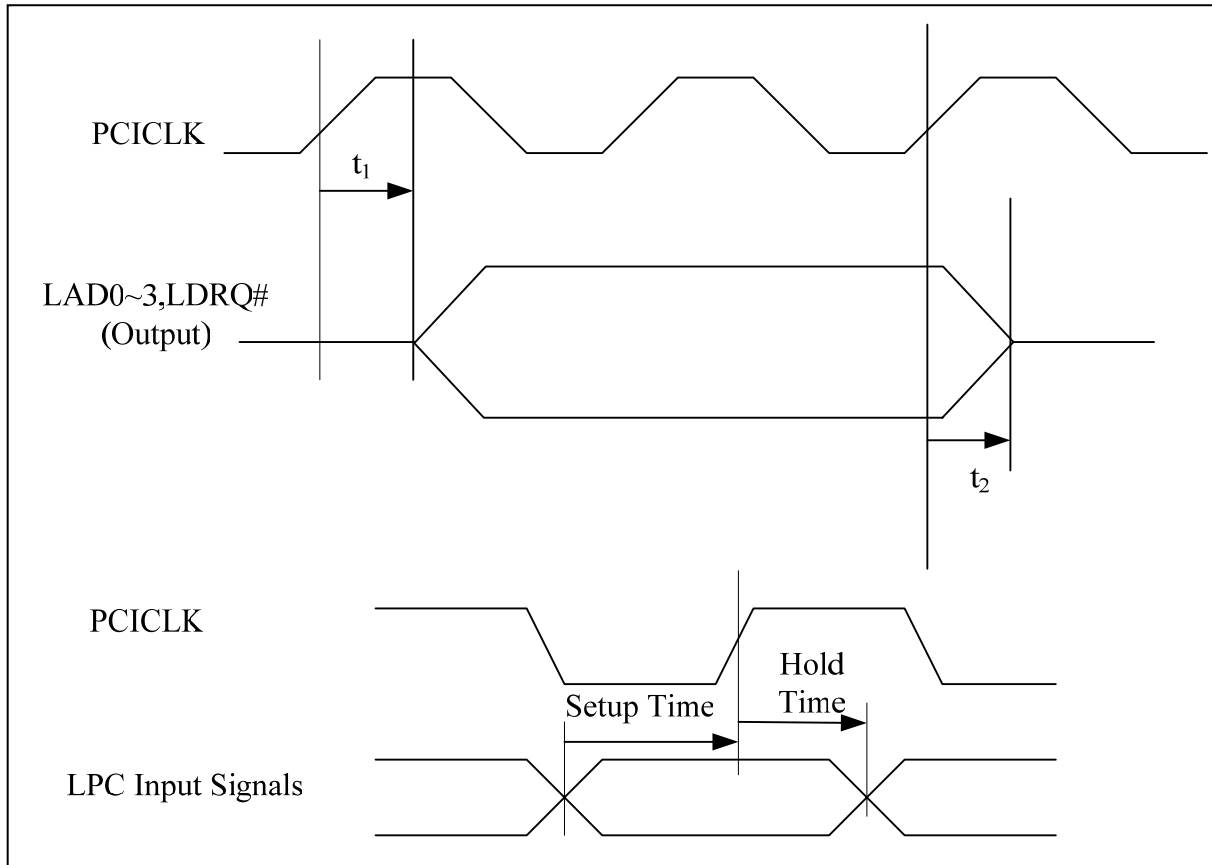 PCICLK
t₁
LAD0~3,LDRQ#
(Output)
t₂
PCICLK
Hold
Time
Setup Time
LPC Input Signals